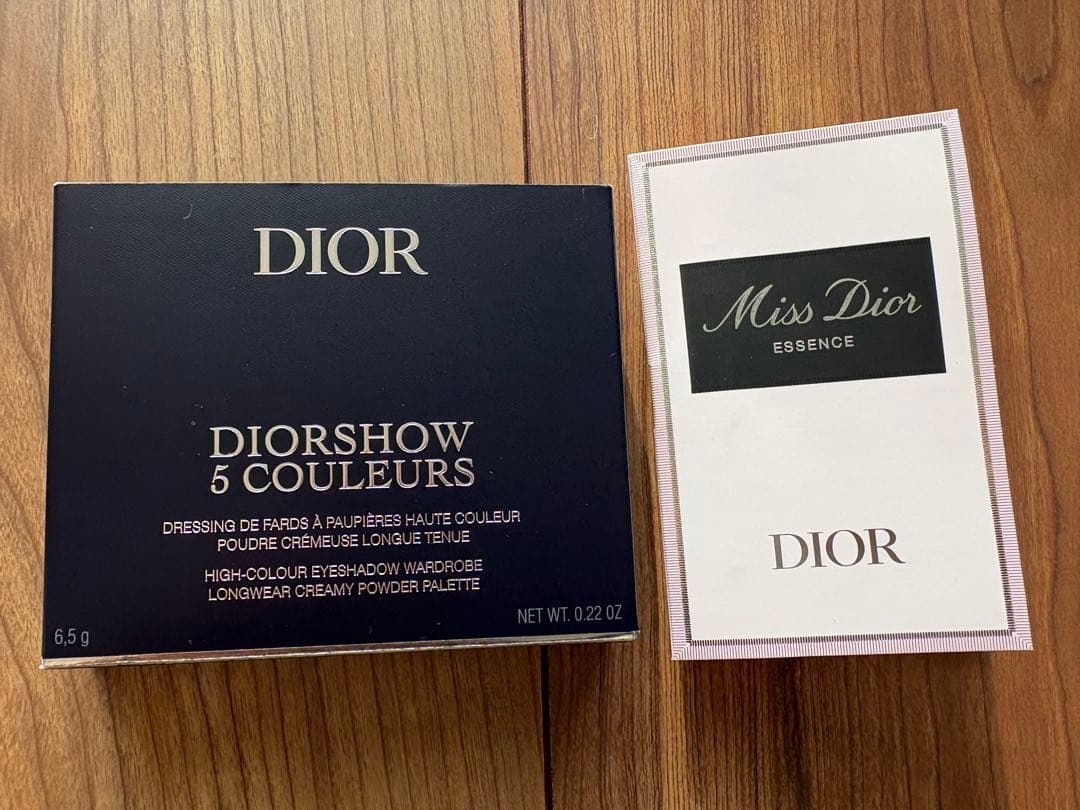 DIOR
DIORSHOW
5 COULEURS
DRESSING DE FARDS À PAUPIÈRES HAUTE COULEUR
POUDRE CRÉMEUSE LONGUE TENUE
HIGH-COLOUR EYESHADOW WARDROBE
LONGWEAR CREAMY POWDER PALETTE
6,5 g
NET WT. 0.22 OZ
Miss Dior
ESSENCE
DIOR